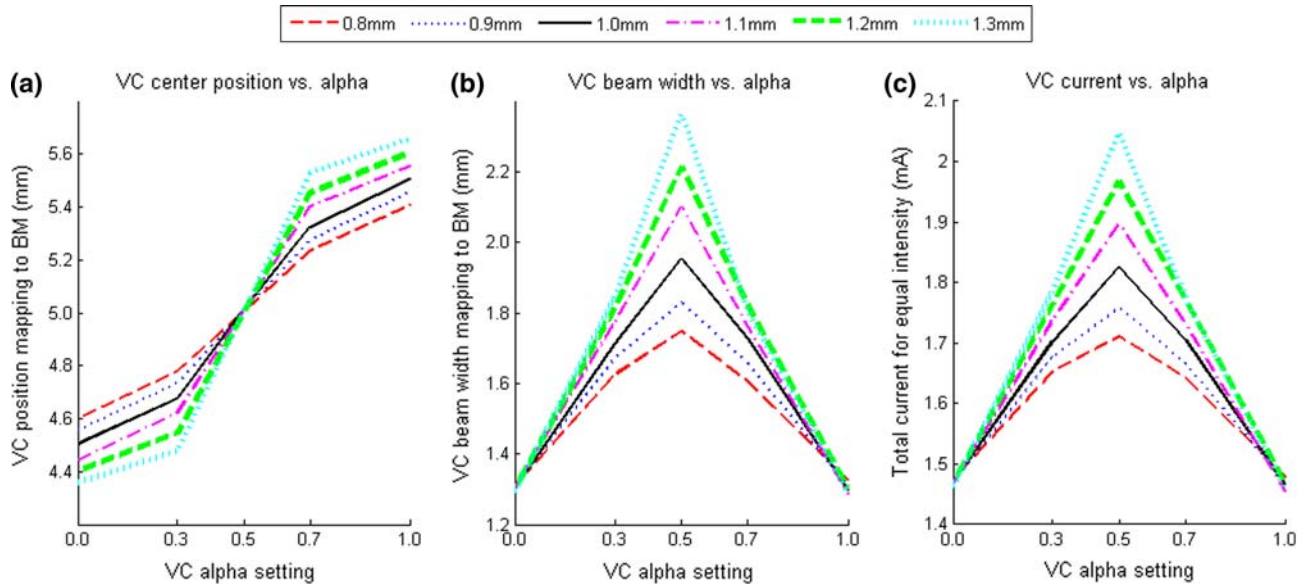 0.8mm 0.9mm 1.0mm 1.1mm 1.2mm 1.3mm
(a) VC center position vs. alpha
VC position mapping to BM (mm)
5.6
5.4
5.2
5.0
4.8
4.6
4.4
0.0 0.3 0.5 0.7 1.0
VC alpha setting
(b) VC beam width vs. alpha
VC beam width mapping to BM (mm)
2.2
2.0
1.8
1.6
1.4
1.2
0.0 0.3 0.5 0.7 1.0
VC alpha setting
(c) VC current vs. alpha
Total current for equal intensity (mA)
2.1
2
1.9
1.8
1.7
1.6
1.5
1.4
0.0 0.3 0.5 0.7 1.0
VC alpha setting